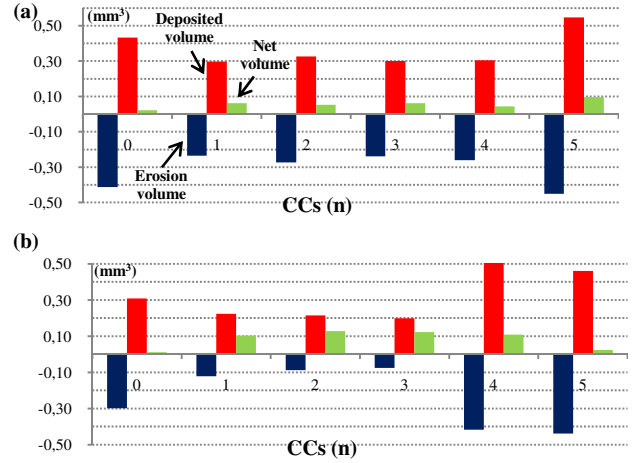 (a)
(mm³)
Deposited volume
Net volume
0,50
0,30
0,10
-0,10
-0,30
-0,50
0 1 2 3 4 5
Erosion volume
CCs (n)
(b)
(mm³)
0,50
0,30
0,10
-0,10
-0,30
-0,50
0 1 2 3 4 5
CCs (n)